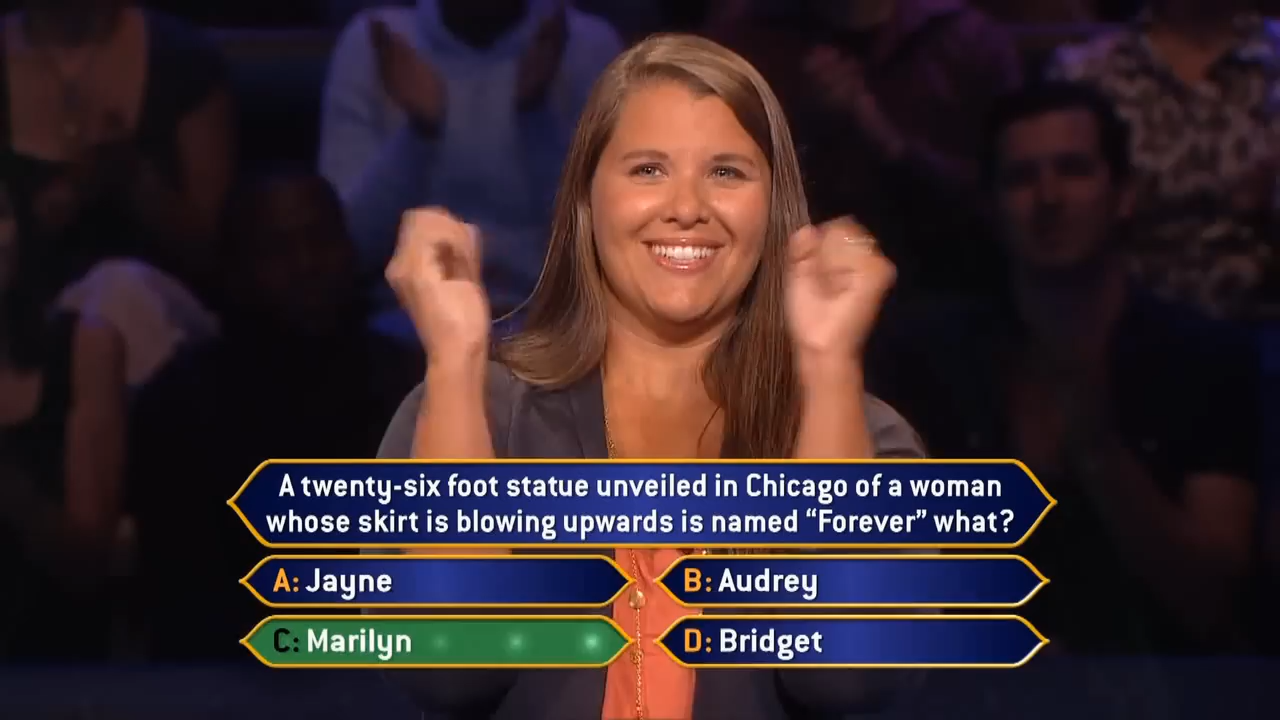 A twenty-six foot statue unveiled in Chicago of a woman
whose skirt is blowing upwards is named “Forever” what?
A: Jayne
B: Audrey
C: Marilyn
D: Bridget